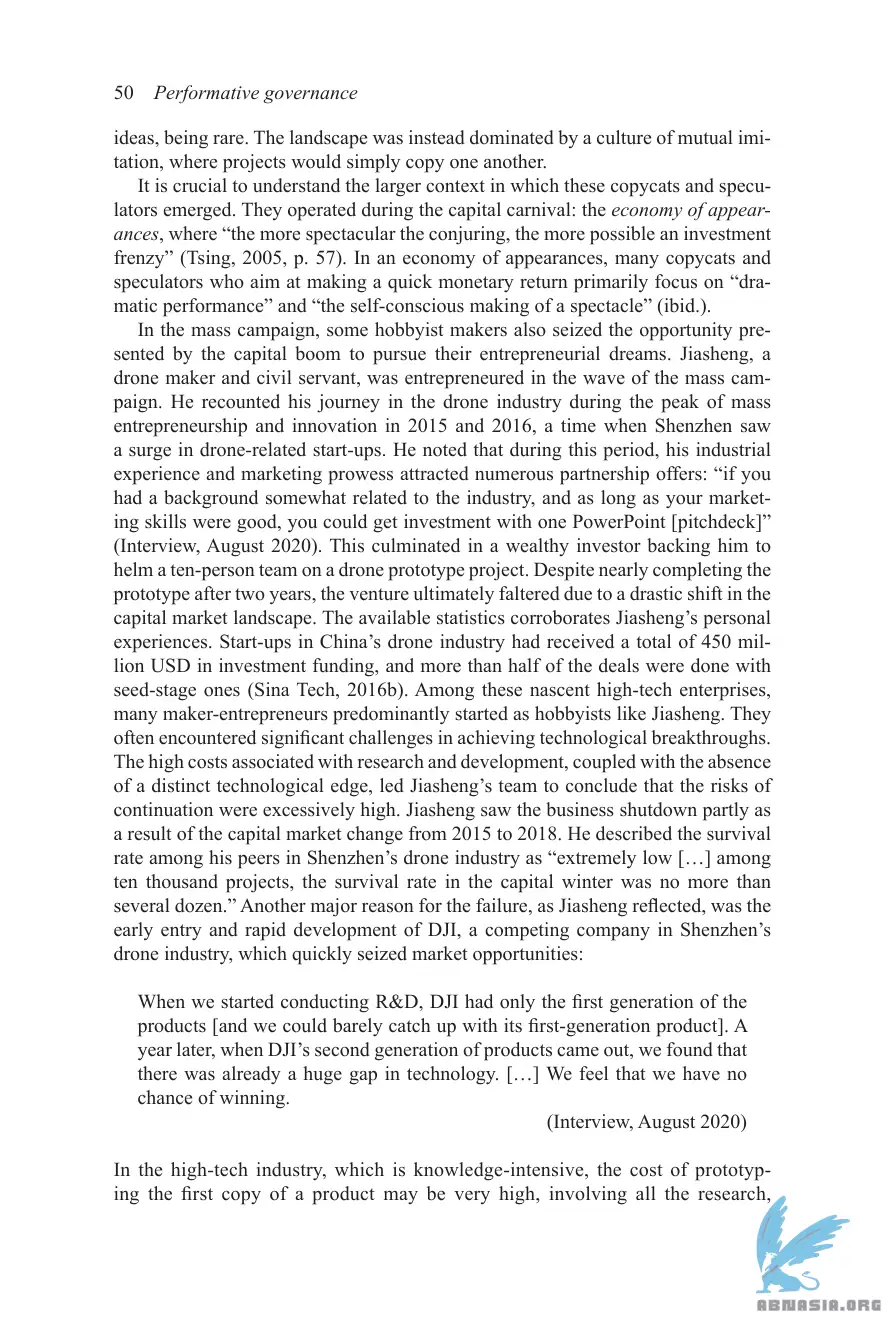 50 Performative governance
ideas, being rare. The landscape was instead dominated by a culture of mutual imi-
tation, where projects would simply copy one another.
It is crucial to understand the larger context in which these copycats and specu-
lators emerged. They operated during the capital carnival: the economy of appear-
ances, where “the more spectacular the conjuring, the more possible an investment
frenzy” (Tsing, 2005, p. 57). In an economy of appearances, many copycats and
speculators who aim at making a quick monetary return primarily focus on “dra-
matic performance” and “the self-conscious making of a spectacle” (ibid.).
In the mass campaign, some hobbyist makers also seized the opportunity pre-
sented by the capital boom to pursue their entrepreneurial dreams. Jiasheng, a
drone maker and civil servant, was entrepreneured in the wave of the mass cam-
paign. He recounted his journey in the drone industry during the peak of mass
entrepreneurship and innovation in 2015 and 2016, a time when Shenzhen saw
a surge in drone-related start-ups. He noted that during this period, his industrial
experience and marketing prowess attracted numerous partnership offers: “if you
had a background somewhat related to the industry, and as long as your market-
ing skills were good, you could get investment with one PowerPoint [pitchdeck]”
(Interview, August 2020). This culminated in a wealthy investor backing him to
helm a ten-person team on a drone prototype project. Despite nearly completing the
prototype after two years, the venture ultimately faltered due to a drastic shift in the
capital market landscape. The available statistics corroborates Jiasheng’s personal
experiences. Start-ups in China’s drone industry had received a total of 450 mil-
lion USD in investment funding, and more than half of the deals were done with
seed-stage ones (Sina Tech, 2016b). Among these nascent high-tech enterprises,
many maker-entrepreneurs predominantly started as hobbyists like Jiasheng. They
often encountered significant challenges in achieving technological breakthroughs.
The high costs associated with research and development, coupled with the absence
of a distinct technological edge, led Jiasheng’s team to conclude that the risks of
continuation were excessively high. Jiasheng saw the business shutdown partly as
a result of the capital market change from 2015 to 2018. He described the survival
rate among his peers in Shenzhen’s drone industry as “extremely low […] among
ten thousand projects, the survival rate in the capital winter was no more than
several dozen.” Another major reason for the failure, as Jiasheng reflected, was the
early entry and rapid development of DJI, a competing company in Shenzhen’s
drone industry, which quickly seized market opportunities:
When we started conducting R&D, DJI had only the first generation of the
products [and we could barely catch up with its first-generation product]. A
year later, when DJI’s second generation of products came out, we found that
there was already a huge gap in technology. […] We feel that we have no
chance of winning.
(Interview, August 2020)
In the high-tech industry, which is knowledge-intensive, the cost of prototyp-
ing the first copy of a product may be very high, involving all the research,
ABNASIA.ORG